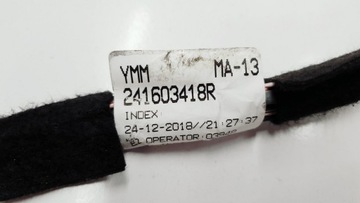 YMM MA-13
241603418R
INDEX:
24-12-2018//21:27:37
OPERATOR: